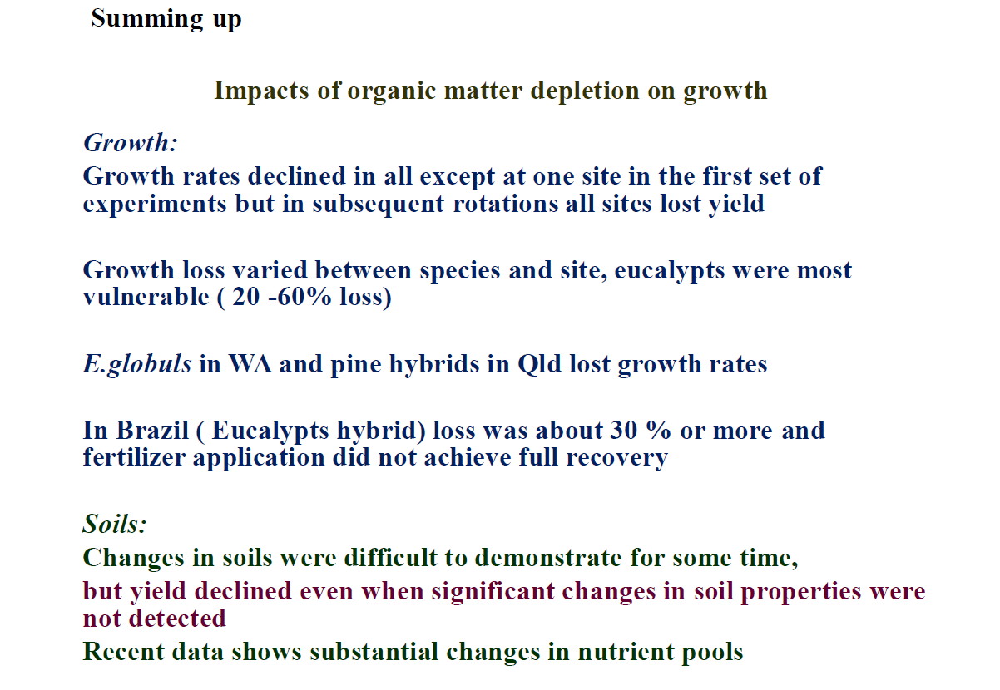 Summing up
Impacts of organic matter depletion on growth
Growth:
Growth rates declined in all except at one site in the first set of
experiments but in subsequent rotations all sites lost yield
Growth loss varied between species and site, eucalypts were most
vulnerable ( 20 -60% loss)
E.globuls in WA and pine hybrids in Qld lost growth rates
In Brazil ( Eucalypts hybrid) loss was about 30 % or more and
fertilizer application did not achieve full recovery
Soils:
Changes in soils were difficult to demonstrate for some time,
but yield declined even when significant changes in soil properties were
not detected
Recent data shows substantial changes in nutrient pools